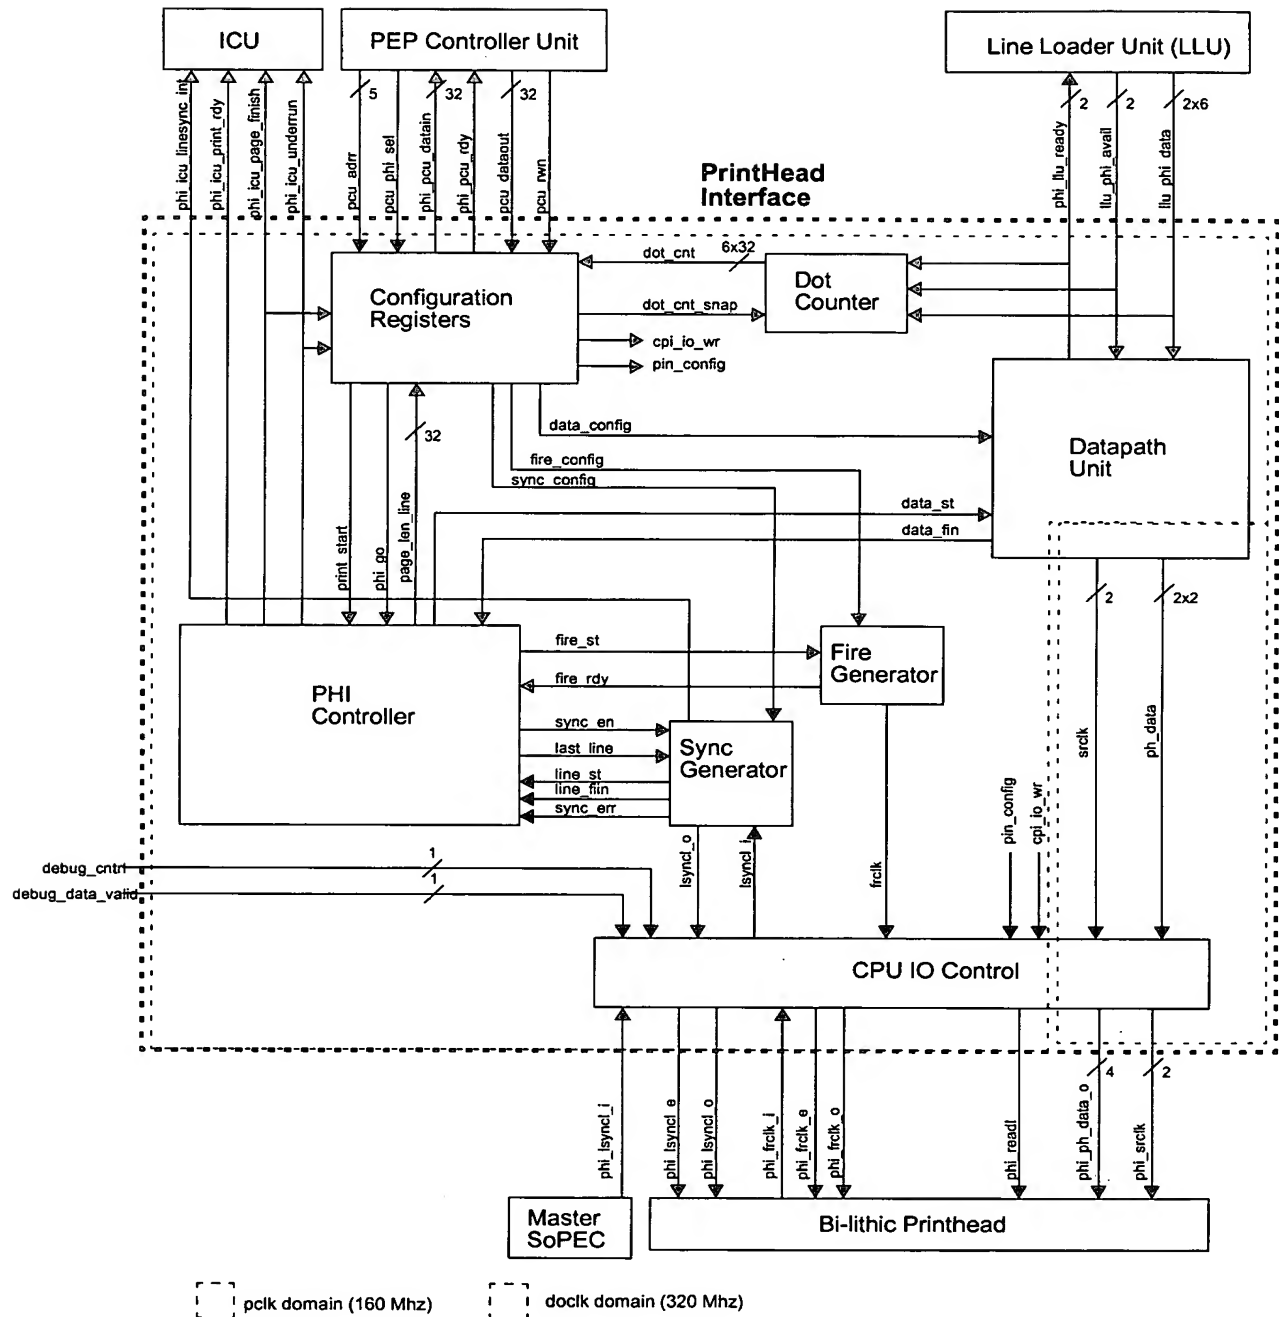 ICU
PEP Controller Unit
Line Loader Unit (LLU)
phi_icu_linesync_int
phi_icu_print_rdy
phi_icu_page_finish
phi_icu_underrun
5
32
32
pcu_adrr
pcu_phi_sel
phi_pcu_datain
phi_pcu_rdy
pcu_dataout
pcu_rwn
2
2
2x6
phi_llu_ready
llu_phi_avail
llu_phi_data
PrintHead
Interface
Configuration
Registers
dot_cnt
6x32
dot_cnt_snap
cpi_io_wr
pin_config
Dot
Counter
Datapath
Unit
32
data_config
fire_config
sync_config
data_st
data_fin
print_start
phi_go
page_len_line
2
2x2
PHI
Controller
fire_st
fire_rdy
Fire
Generator
sync_en
last_line
line_st
line_fiin
sync_err
Sync
Generator
srclk
ph_data
debug_cntrl
1
debug_data_valid
1
lsyncl_o
lsyncl_i
frclk
pin_config
cpi_io_wr
CPU IO Control
4
2
phi_lsyncl_i
phi_lsyncl_e
phi_lsyncl_o
phi_frclk_i
phi_frclk_e
phi_frclk_o
phi_readl
phi_ph_data_o
phi_srclk
Master
SoPEC
Bi-lithic Printhead
pclk domain (160 Mhz)
doclk domain (320 Mhz)